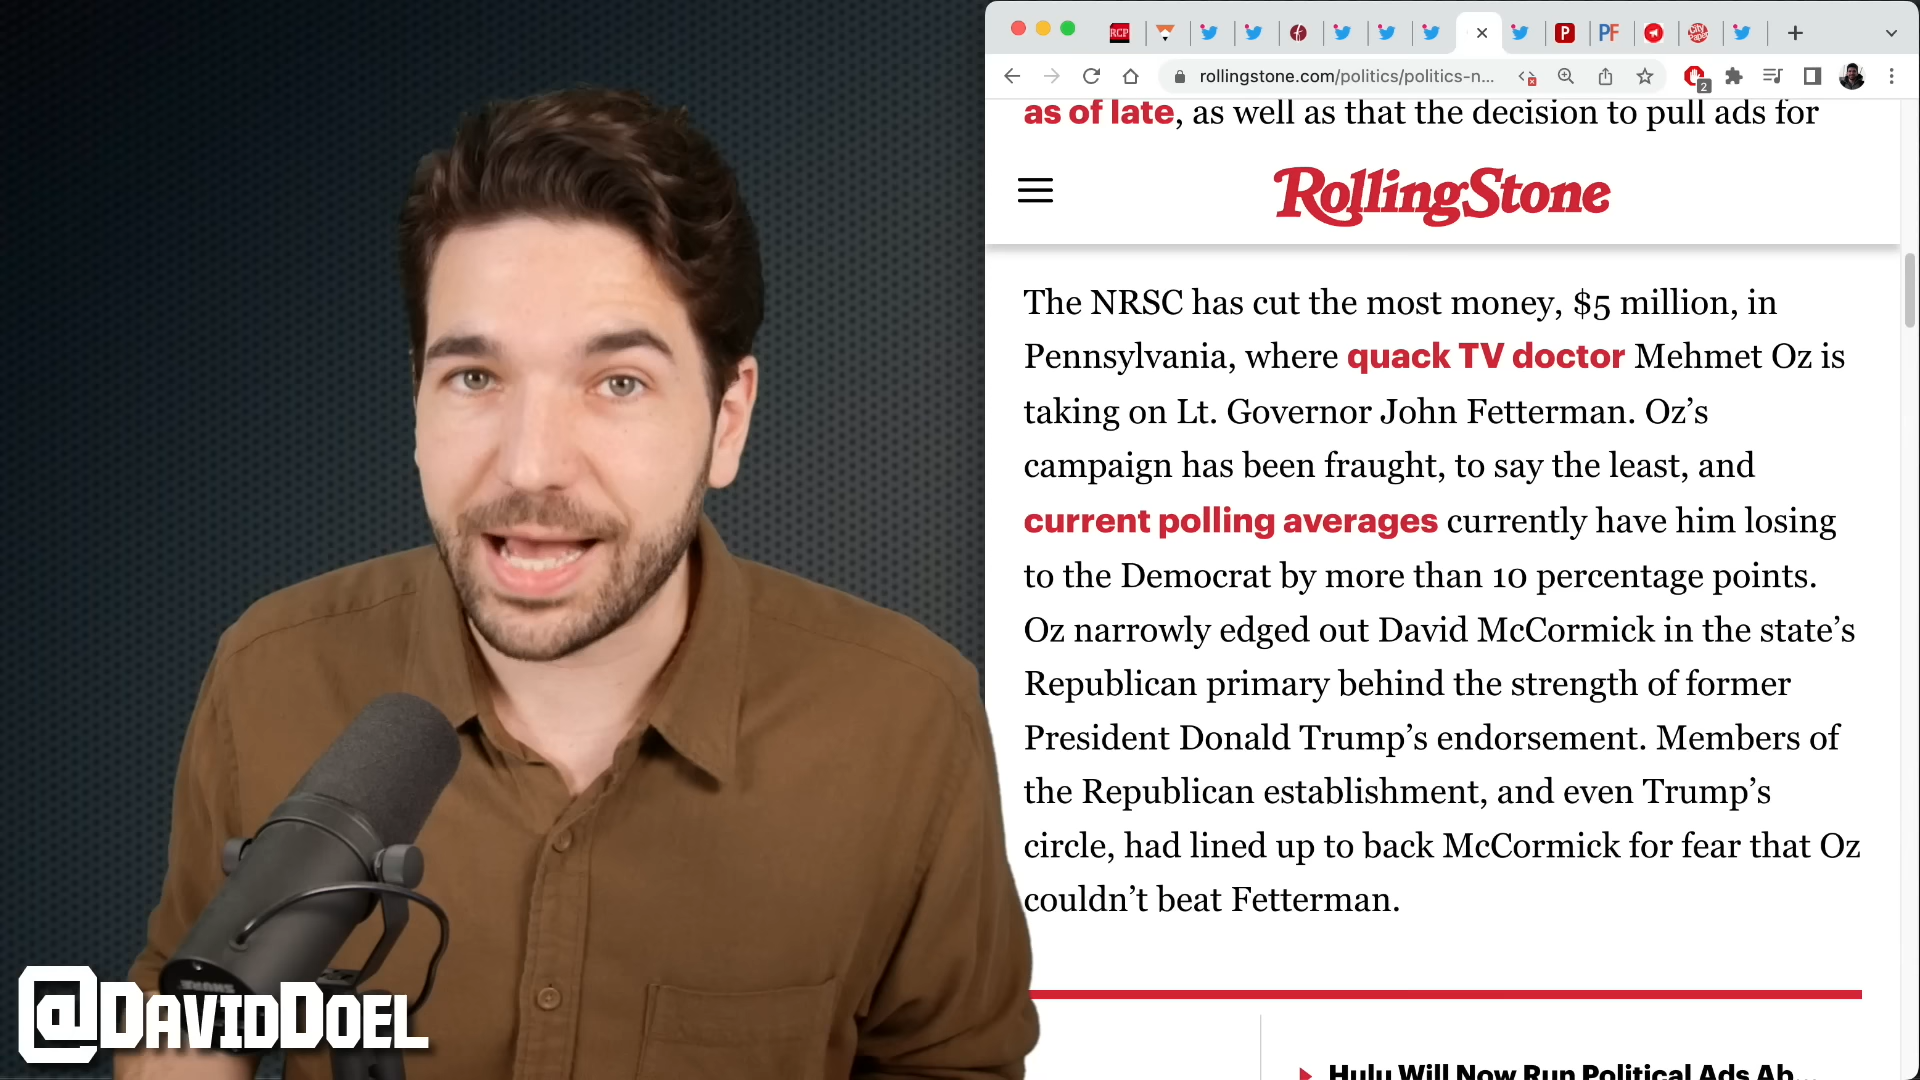 RCP
P
PF
City Paper
rollingstone.com/politics/politics-n...
2
as of late, as well as that the decision to pull ads for
RollingStone
The NRSC has cut the most money, $5 million, in
Pennsylvania, where quack TV doctor Mehmet Oz is
taking on Lt. Governor John Fetterman. Oz’s
campaign has been fraught, to say the least, and
current polling averages currently have him losing
to the Democrat by more than 10 percentage points.
Oz narrowly edged out David McCormick in the state’s
Republican primary behind the strength of former
President Donald Trump’s endorsement. Members of
the Republican establishment, and even Trump’s
circle, had lined up to back McCormick for fear that Oz
couldn’t beat Fetterman.
Hulu Will Now Run Political Ads Ab...
SHURE
@DavidDoel